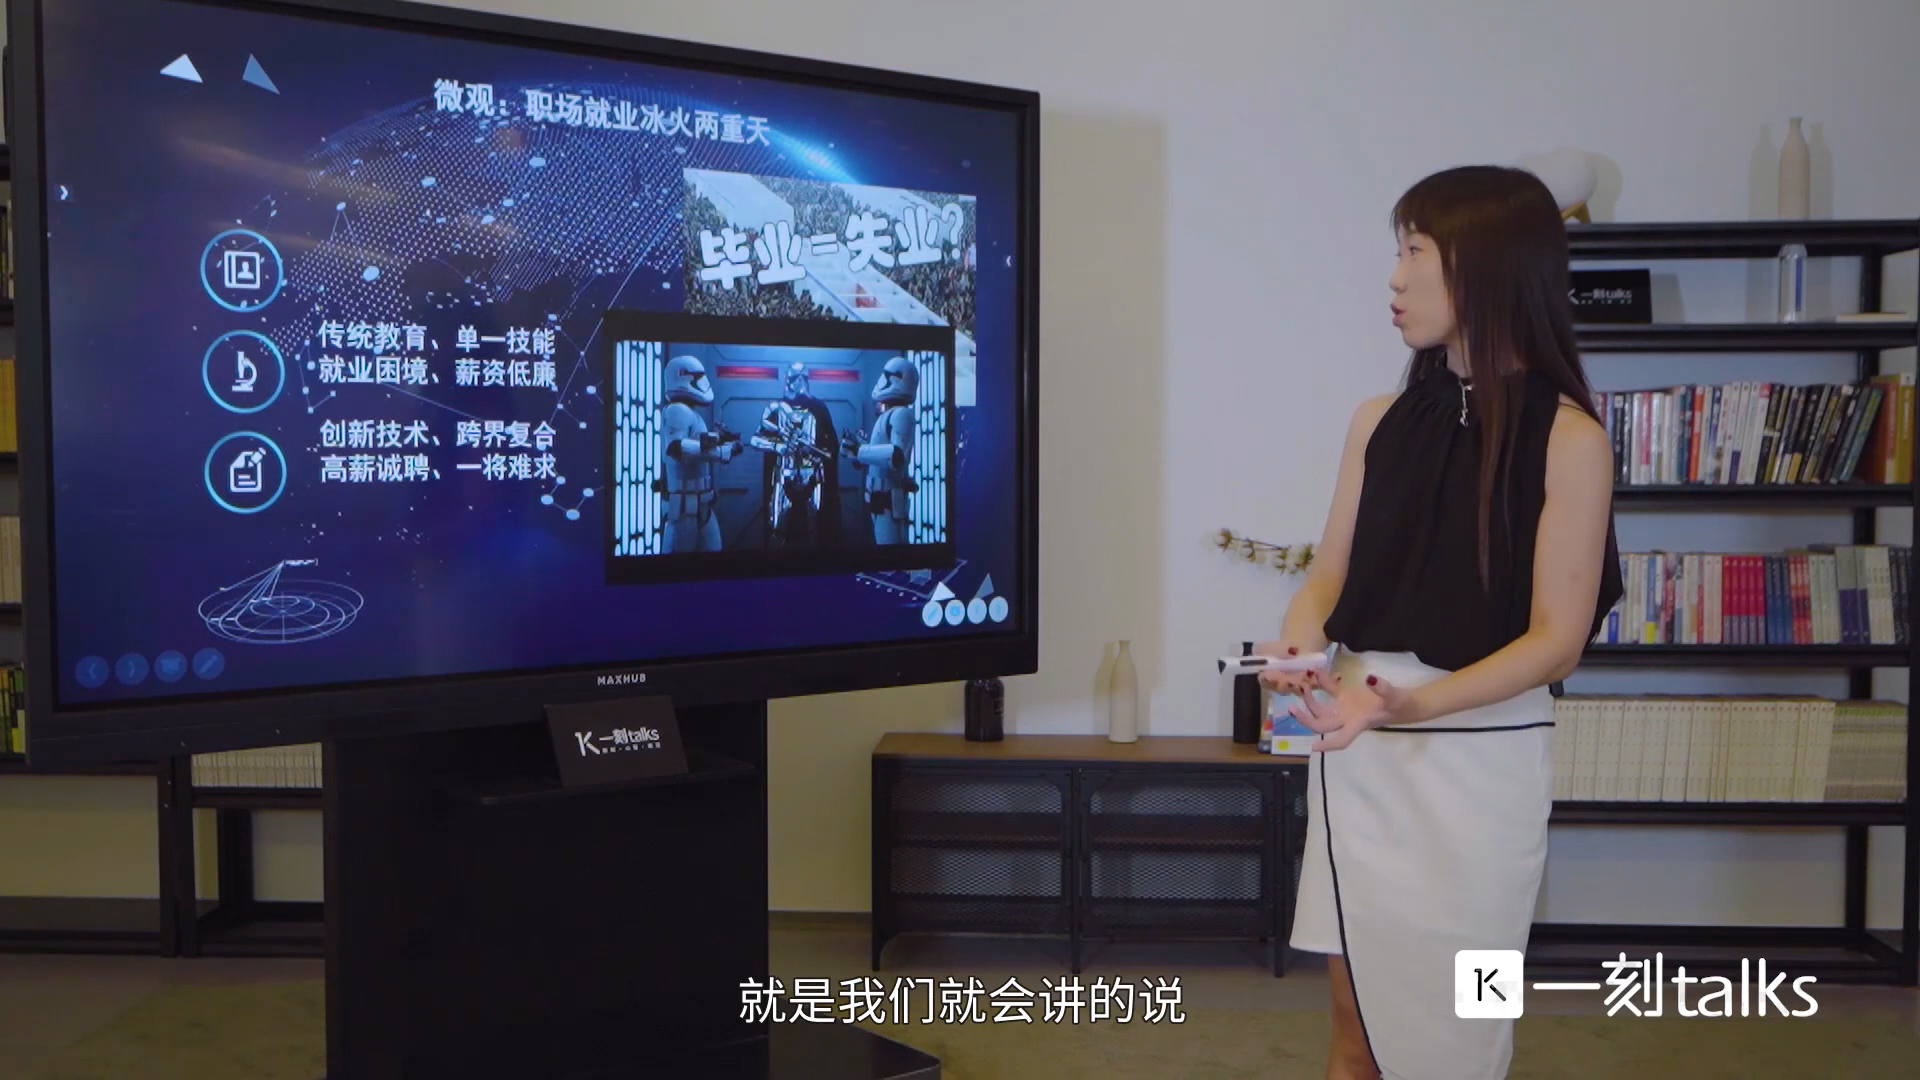 微观：职场就业冰火两重天
毕业=失业?
传统教育、单一技能
就业困境、薪资低廉
创新技术、跨界复合
高薪诚聘、一将难求
MAXHUB
一刻talks
一刻talks
就是我们就会讲的说
一刻talks